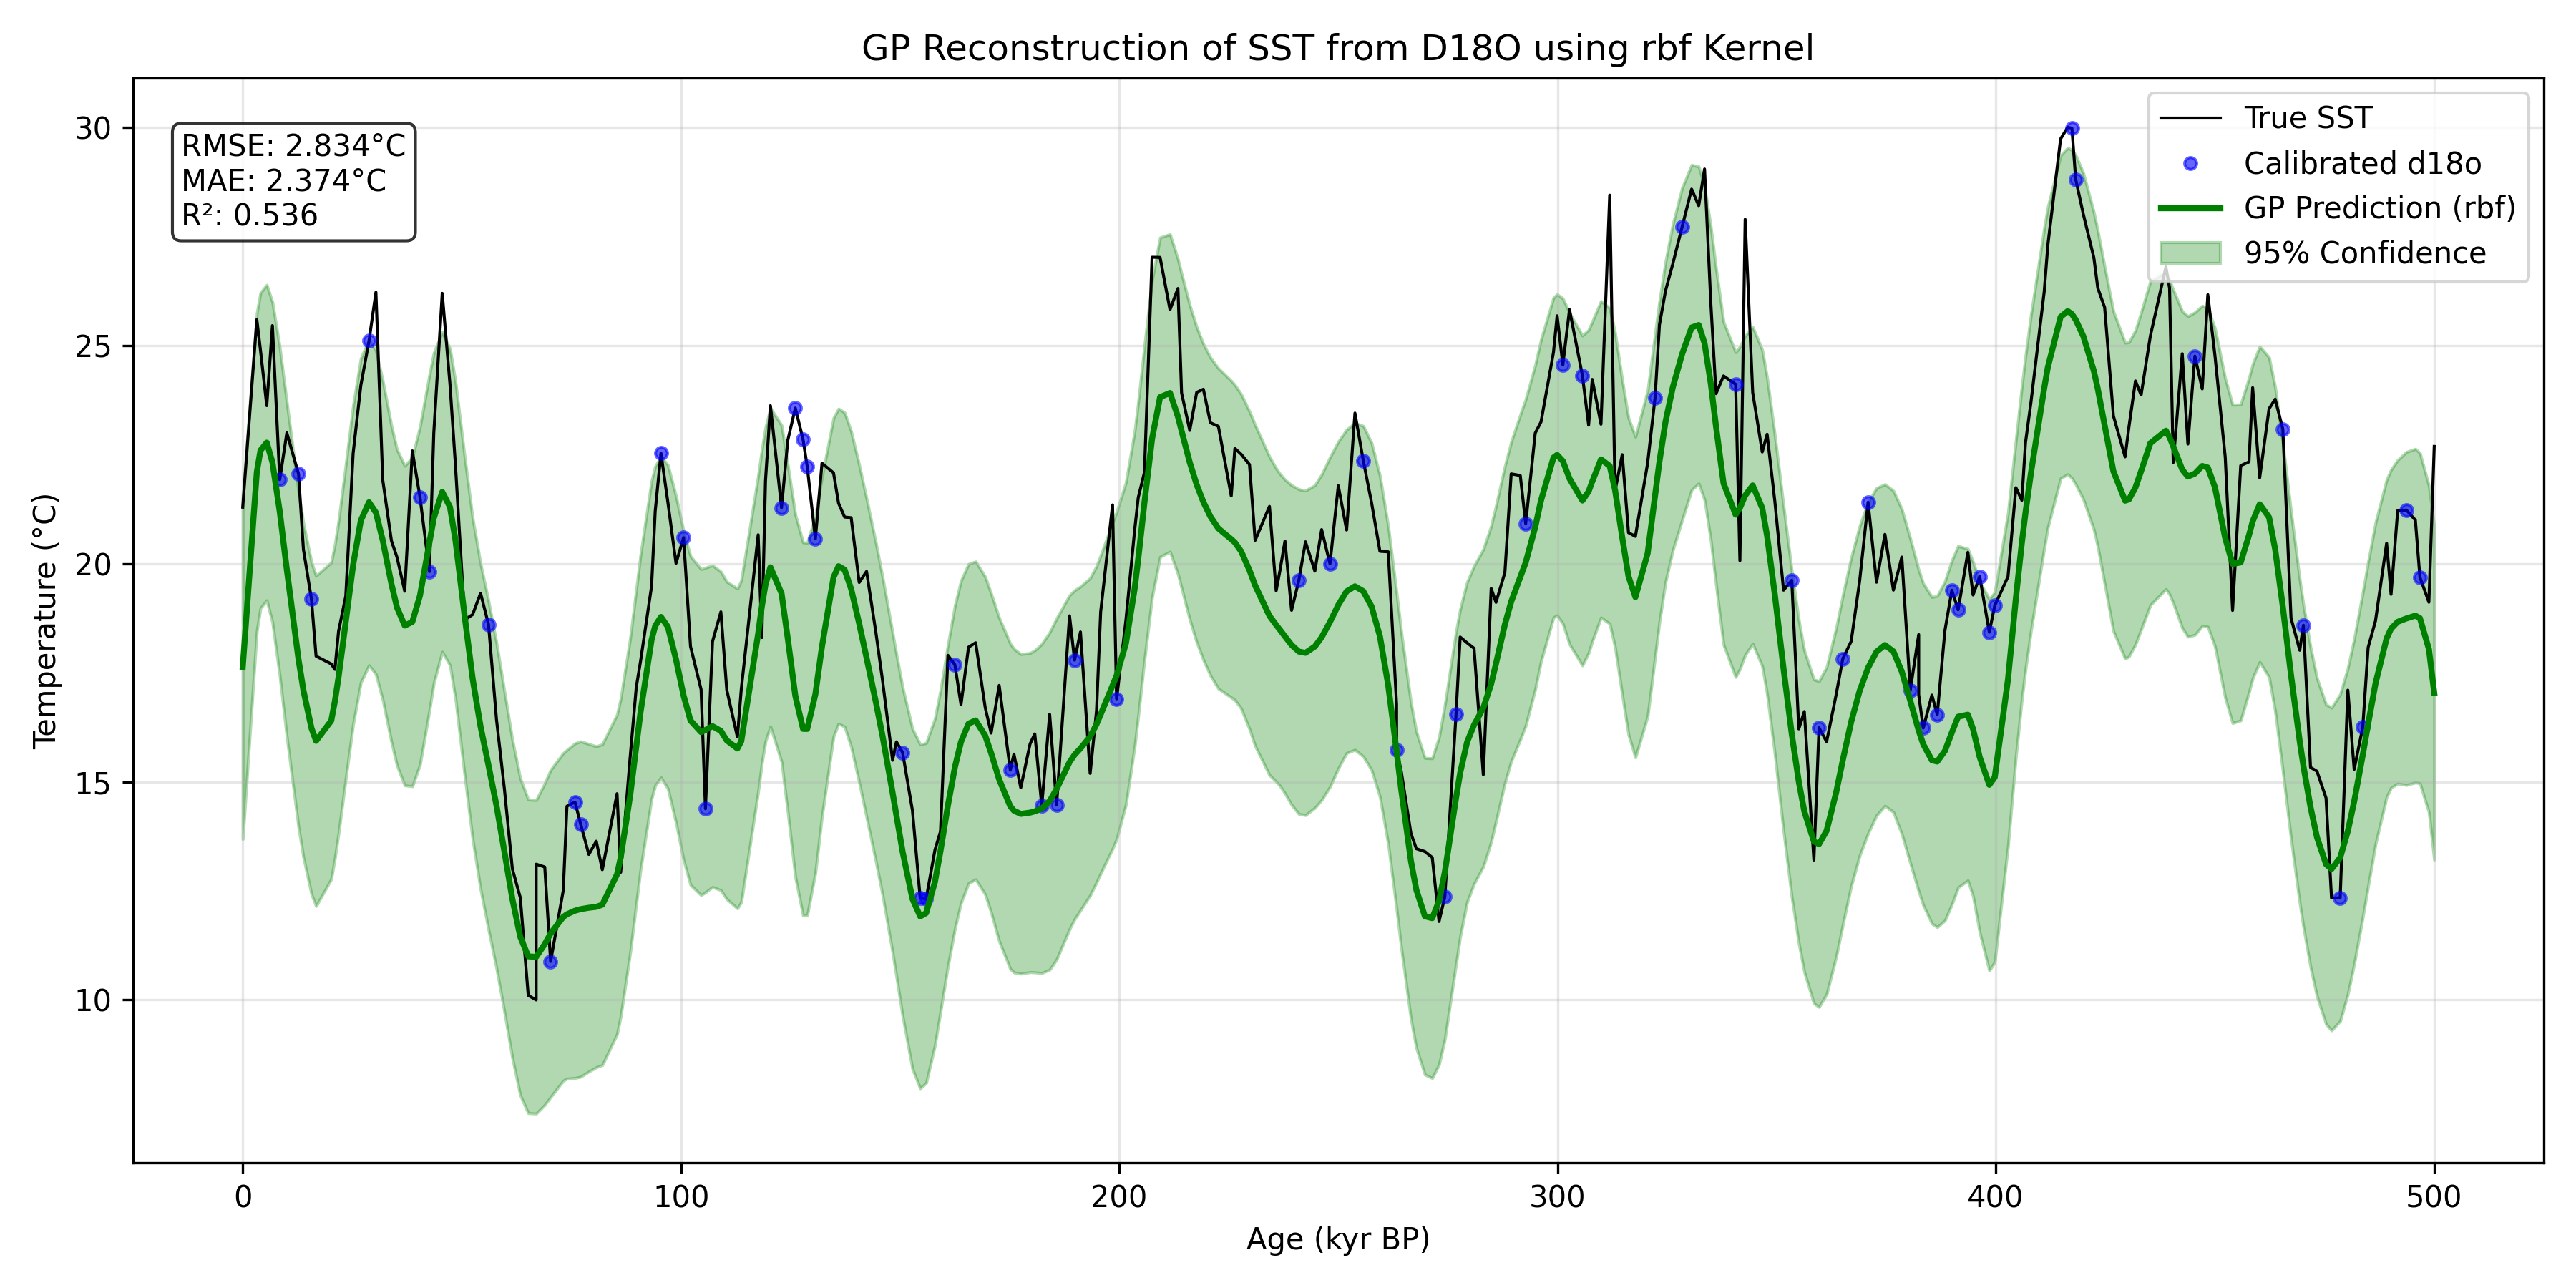 GP Reconstruction of SST from D18O using rbf Kernel
RMSE: 2.834°C
MAE: 2.374°C
R²: 0.536
True SST
Calibrated d18o
GP Prediction (rbf)
95% Confidence
Temperature (°C)
30
25
20
15
10
0 100 200 300 400 500
Age (kyr BP)